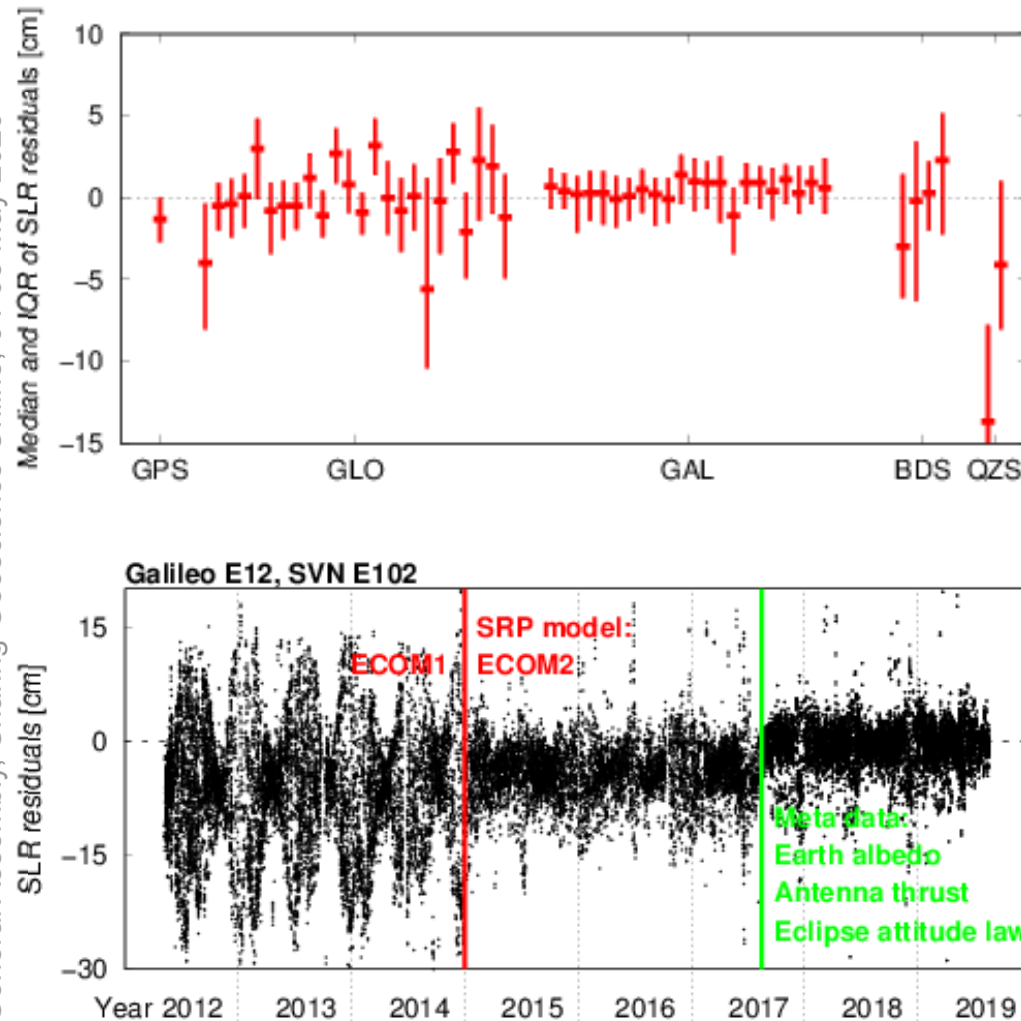 Median and IQR of SLR residuals [cm]
10
5
0
−5
−10
−15
GPS GLO GAL BDS QZS
Galileo E12, SVN E102
SLR residuals [cm]
15
0
−15
−30
SRP model:
ECOM1 ECOM2
Meta data:
Earth albedo
Antenna thrust
Eclipse attitude law
Year 2012 2013 2014 2015 2016 2017 2018 2019